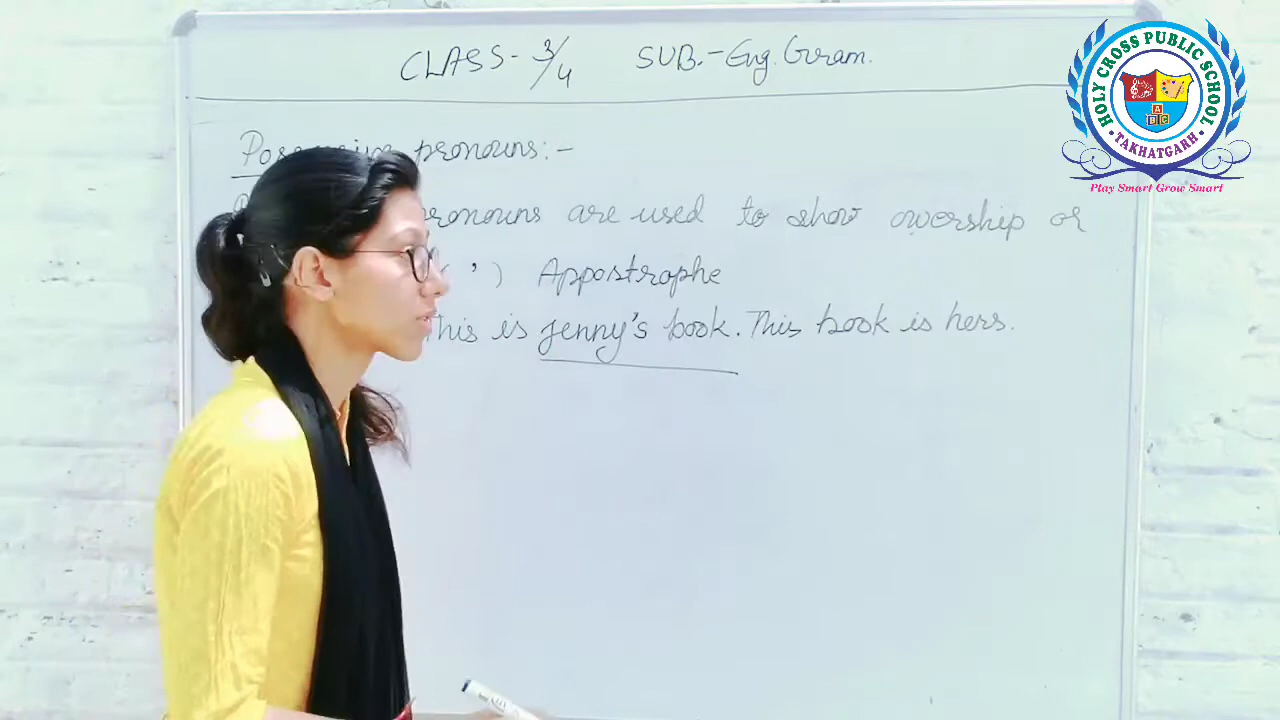 CLASS - 3/4 SUB. - Eng. Gram.
pronouns : -
pronouns are used to show owership or
( ’ ) Appostrophe
This is Jenny's book. This book is hers.
HOLY CROSS PUBLIC SCHOOL
• TAKHATGARH •
A
B C
Play Smart Grow Smart